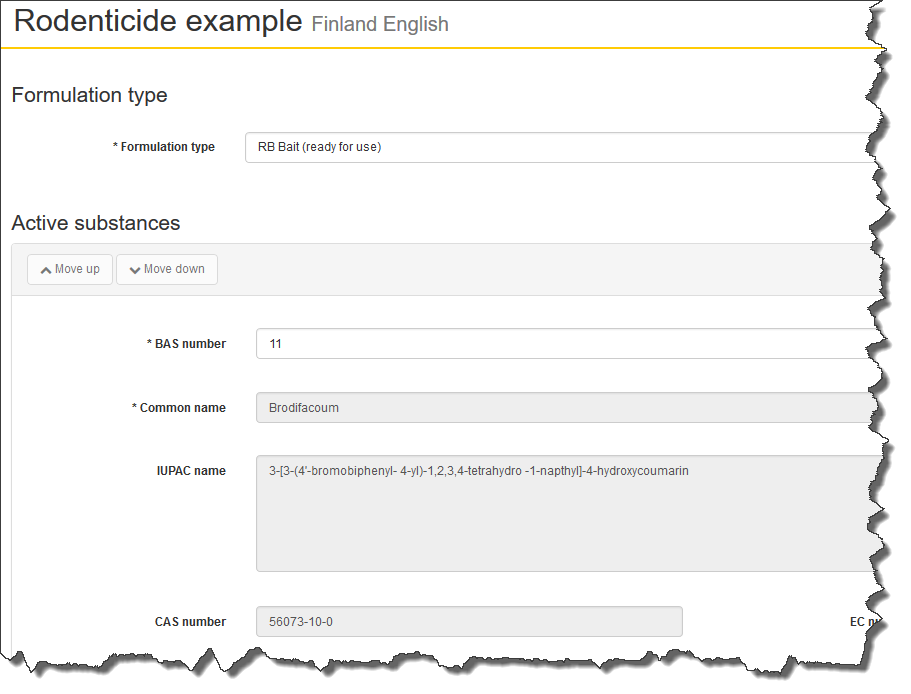 Rodenticide example Finland English
Formulation type
* Formulation type RB Bait (ready for use)
Active substances
Move up Move down
* BAS number 11
* Common name Brodifacoum
IUPAC name 3-[3-(4'-bromobiphenyl- 4-yl)-1,2,3,4-tetrahydro -1-napthyl]-4-hydroxycoumarin
CAS number 56073-10-0 EC